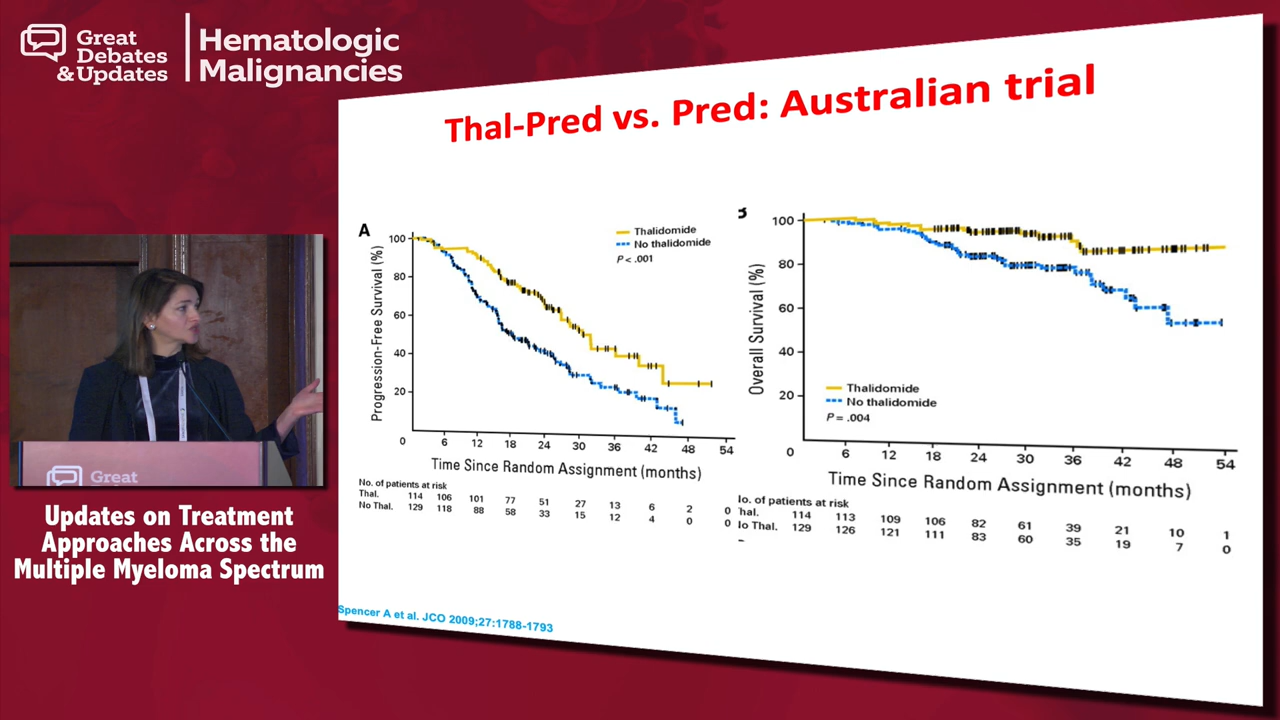 Great
Debates
& Updates
Hematologic
Malignancies
Thal-Pred vs. Pred: Australian trial
A
Thalidomide
No thalidomide
P < .001
Progression-Free Survival (%)
100
80
60
40
20
0
6 12 18 24 30 36 42 48 54
Time Since Random Assignment (months)
No. of patients at risk
Thal. 114 106 101 77 51 27 13 6 2 0
No Thal. 129 118 88 58 33 15 12 4 0 0
Overall Survival (%)
100
80
60
40
20
0
Thalidomide
No thalidomide
P = .004
6 12 18 24 30 36 42 48 54
Time Since Random Assignment (months)
lo. of patients at risk
hal. 114 113 109 106 82 61 39 21 10 1
lo Thal. 129 126 121 111 83 60 35 19 7 0
Spencer A et al. JCO 2009;27:1788-1793
Great
Updates on Treatment
Approaches Across the
Multiple Myeloma Spectrum